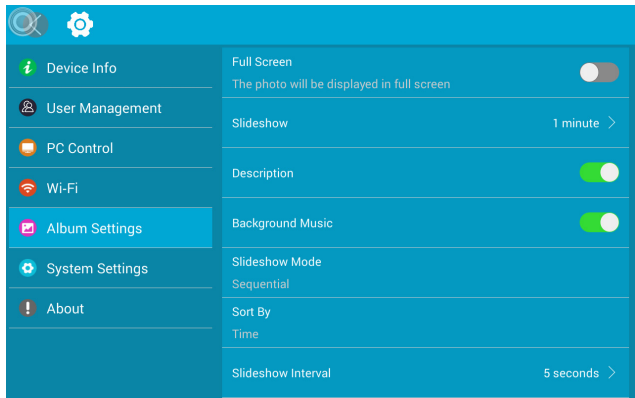 Device Info
User Management
PC Control
Wi-Fi
Album Settings
System Settings
About
Full Screen
The photo will be displayed in full screen
Slideshow 1 minute
Description
Background Music
Slideshow Mode
Sequential
Sort By
Time
Slideshow Interval 5 seconds